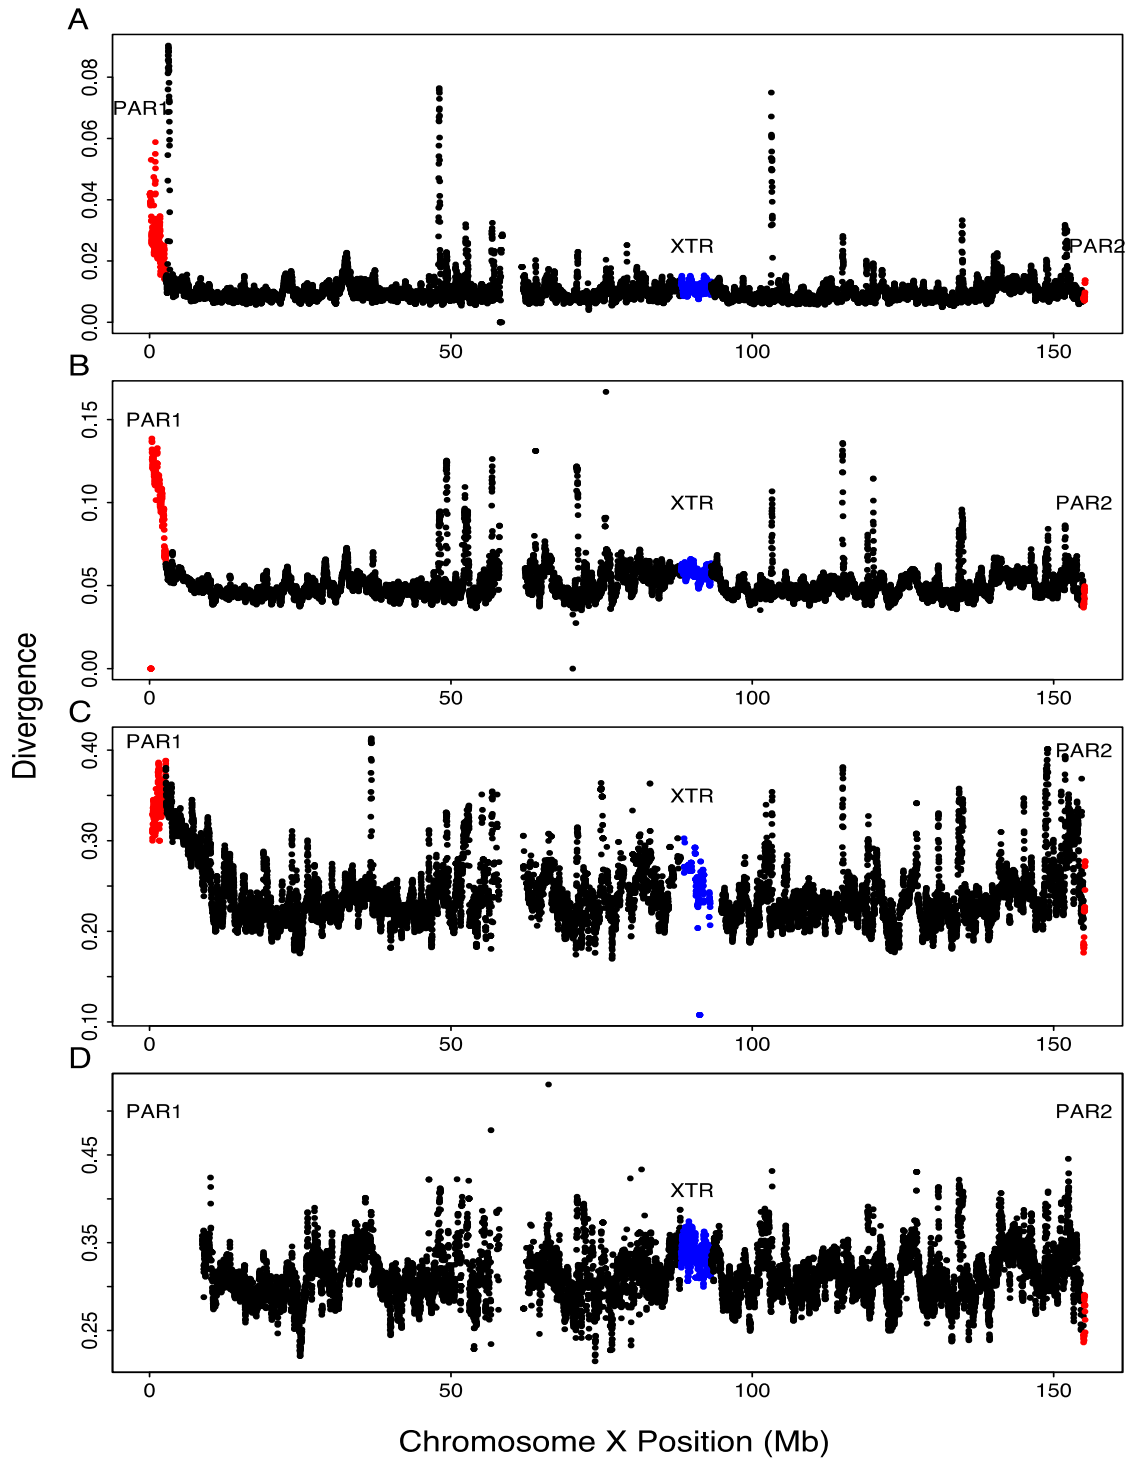 A
PAR1
XTR
PAR2
0.08
0.06
0.04
0.02
0.00
0 50 100 150
B
PAR1
XTR
PAR2
0.15
0.10
0.05
0.00
0 50 100 150
C
PAR1
XTR
PAR2
0.40
0.30
0.20
0.10
0 50 100 150
D
PAR1
XTR
PAR2
0.45
0.35
0.25
0 50 100 150
Divergence
Chromosome X Position (Mb)